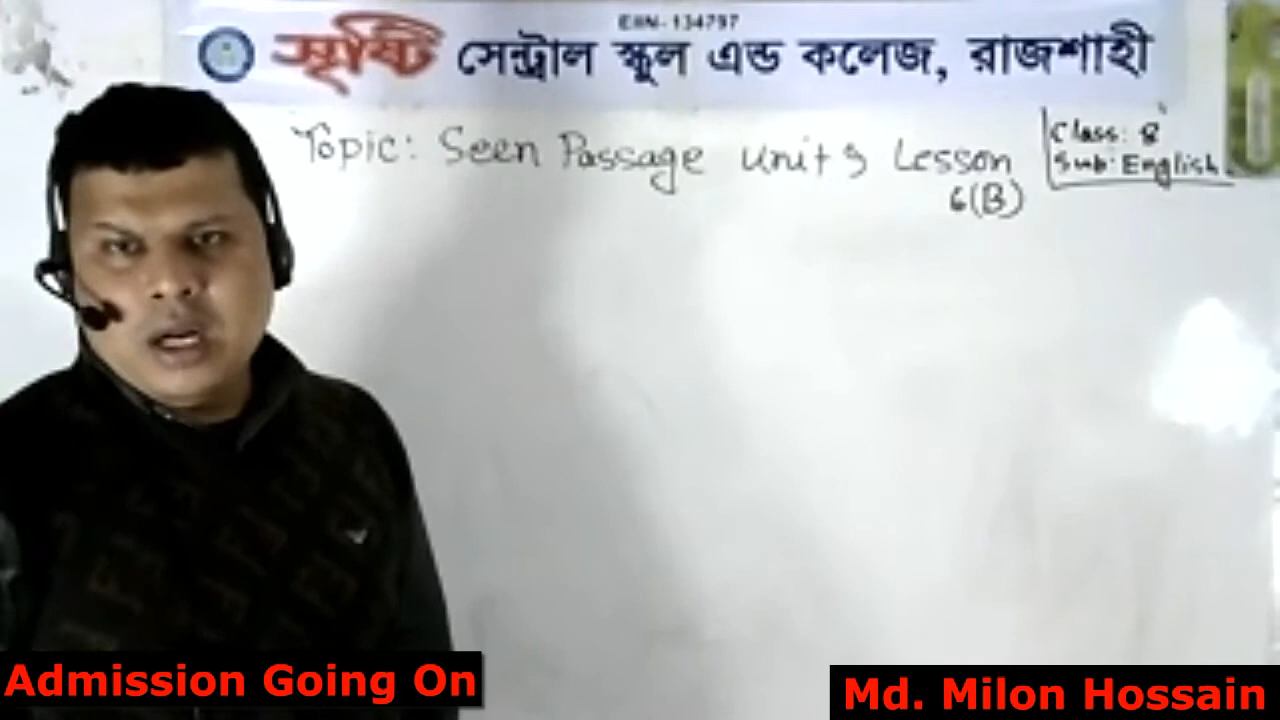 EIIN-134797
সৃষ্টি সেন্ট্রাল স্কুল এন্ড কলেজ, রাজশাহী
Topic: Seen Passage Unit 3 Lesson
6(B)
Class: 8
Sub: English.
Admission Going On
Md. Milon Hossain